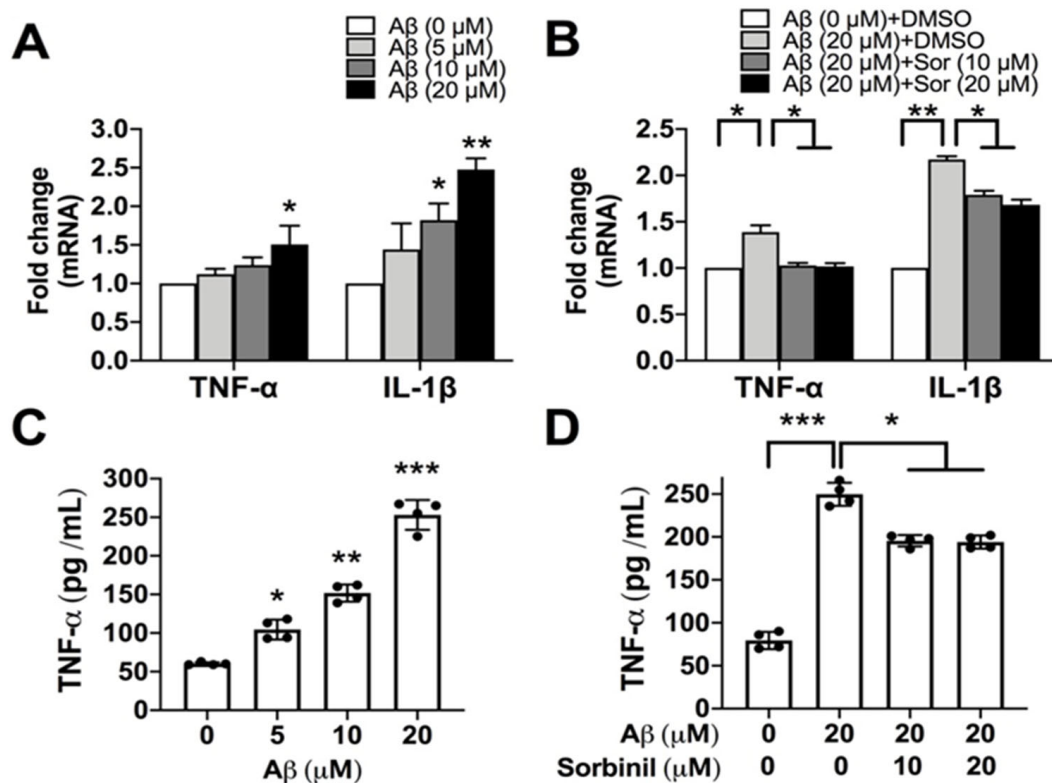 A
Aβ (0 μM)
Aβ (5 μM)
Aβ (10 μM)
Aβ (20 μM)
Fold change
(mRNA)
3.0
2.5
2.0
1.5
1.0
0.5
0.0
*
*
**
TNF-α
IL-1β
B
Aβ (0 μM)+DMSO
Aβ (20 μM)+DMSO
Aβ (20 μM)+Sor (10 μM)
Aβ (20 μM)+Sor (20 μM)
Fold change
(mRNA)
2.5
2.0
1.5
1.0
0.5
0.0
* * ** *
TNF-α
IL-1β
C
TNF-α (pg /mL)
300
250
200
150
100
50
0
*
**
***
0 5 10 20
Aβ (μM)
D
TNF-α (pg /mL)
250
200
150
100
50
0
*** *
Aβ (μM) 0 20 20 20
Sorbinil 0 0 10 20